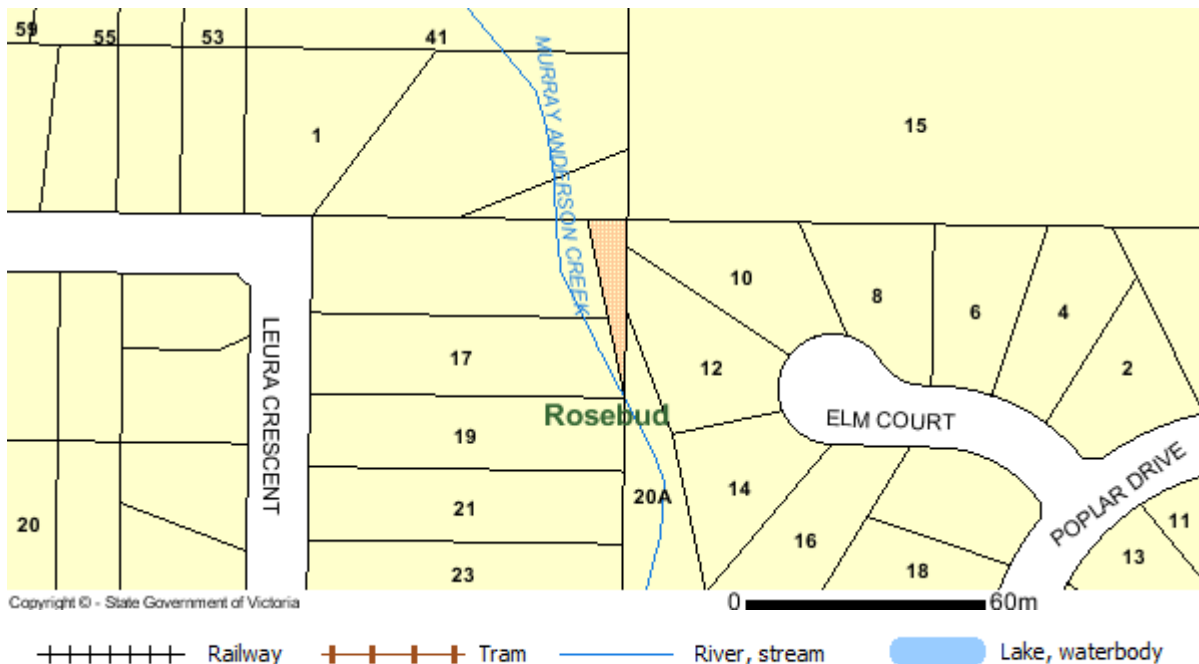 59
55
53
41
1
15
MURRAY ANDERSON CREEK
10
8
6
4
2
12
17
LEURA CRESCENT
Rosebud
ELM COURT
19
POPLAR DRIVE
14
20A
21
20
16
11
13
23
18
Copyright © - State Government of Victoria
0 60m
Railway Tram River, stream Lake, waterbody